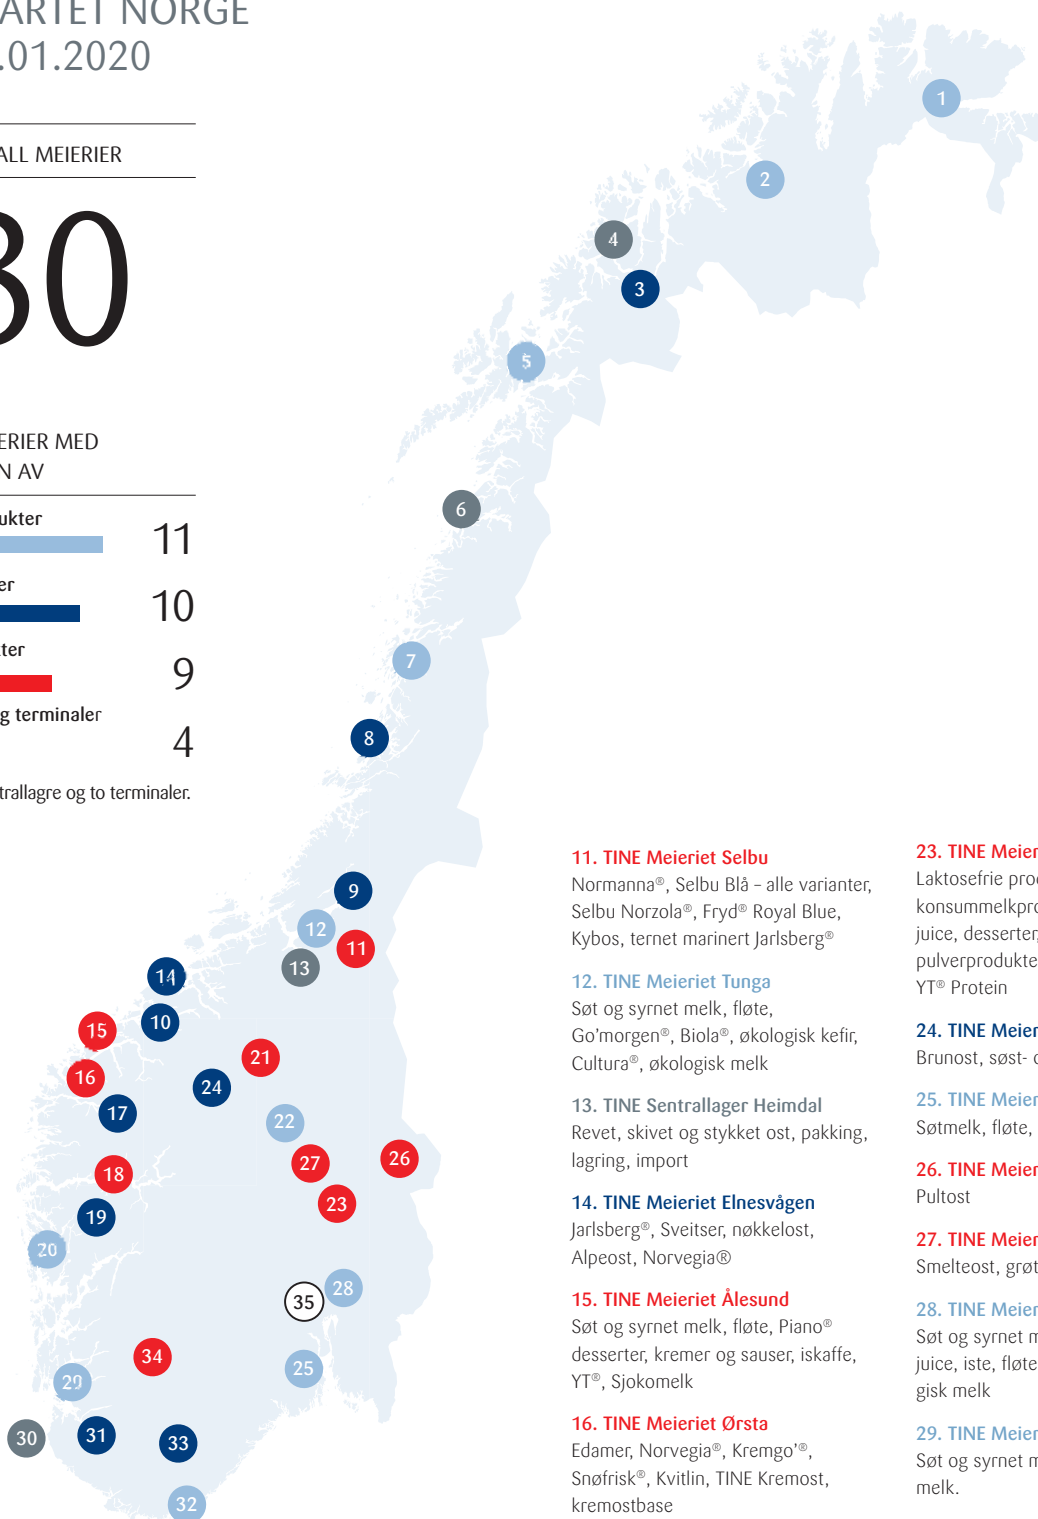 ARTET NORGE
.01.2020
ALL MEIERIER
30
ERIER MED
N AV
ukter
11
er
10
ter
9
g terminaler
4
trallagre og to terminaler.
1
2
4
3
5
6
7
8
9
12
11
13
14
10
15
21
16
24
17
22
27
26
18
23
19
20
28
35
34
25
29
30
31
33
32
11. TINE Meieriet Selbu
Normanna®, Selbu Blå – alle varianter,
Selbu Norzola®, Fryd® Royal Blue,
Kybos, ternet marinert Jarlsberg®
12. TINE Meieriet Tunga
Søt og syrnet melk, fløte,
Go’morgen®, Biola®, økologisk kefir,
Cultura®, økologisk melk
13. TINE Sentrallager Heimdal
Revet, skivet og stykket ost, pakking,
lagring, import
14. TINE Meieriet Elnesvågen
Jarlsberg®, Sveitser, nøkkelost,
Alpeost, Norvegia®
15. TINE Meieriet Ålesund
Søt og syrnet melk, fløte, Piano®
desserter, kremer og sauser, iskaffe,
YT®, Sjokomelk
16. TINE Meieriet Ørsta
Edamer, Norvegia®, Kremgo’®,
Snøfrisk®, Kvitlin, TINE Kremost,
kremostbase
23. TINE Meier
Laktosefrie proc
konsummelkpro
juice, desserter,
pulverprodukte
YT® Protein
24. TINE Meier
Brunost, søst- o
25. TINE Meier
Søtmelk, fløte,
26. TINE Meier
Pultost
27. TINE Meier
Smelteost, grøt
28. TINE Meier
Søt og syrnet m
juice, iste, fløte
gisk melk
29. TINE Meier
Søt og syrnet m
melk.